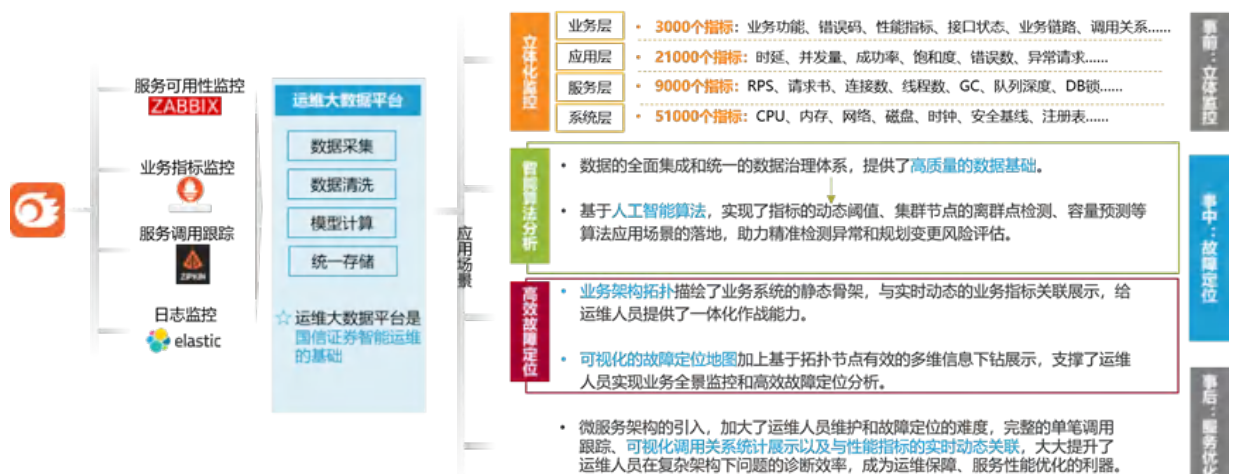 服务可用性监控
ZABBIX
业务指标监控
服务调用跟踪
ZIPKIN
日志监控
elastic
运维大数据平台
数据采集
数据清洗
模型计算
统一存储
☆ 运维大数据平台是
国信证券智能运维
的基础
应用场景
立体化监控
业务层
• 3000个指标：业务功能、错误码、性能指标、接口状态、业务链路、调用关系......
应用层
• 21000个指标：时延、并发量、成功率、饱和度、错误数、异常请求......
服务层
• 9000个指标：RPS、请求书、连接数、线程数、GC、队列深度、DB锁......
系统层
• 51000个指标：CPU、内存、网络、磁盘、时钟、安全基线、注册表......
智能算法分析
• 数据的全面集成和统一的数据治理体系，提供了高质量的数据基础。
• 基于人工智能算法，实现了指标的动态阈值、集群节点的离群点检测、容量预测等
算法应用场景的落地，助力精准检测异常和规划变更风险评估。
高效故障定位
• 业务架构拓扑描绘了业务系统的静态骨架，与实时动态的业务指标关联展示，给
运维人员提供了一体化作战能力。
• 可视化的故障定位地图加上基于拓扑节点有效的多维信息下钻展示，支撑了运维
人员实现业务全景监控和高效故障定位分析。
• 微服务架构的引入，加大了运维人员维护和故障定位的难度，完整的单笔调用
跟踪、可视化调用关系统计展示以及与性能指标的实时动态关联，大大提升了
运维人员在复杂架构下问题的诊断效率，成为运维保障、服务性能优化的利器。
事前：立体监控
事中：故障定位
事后：服务优